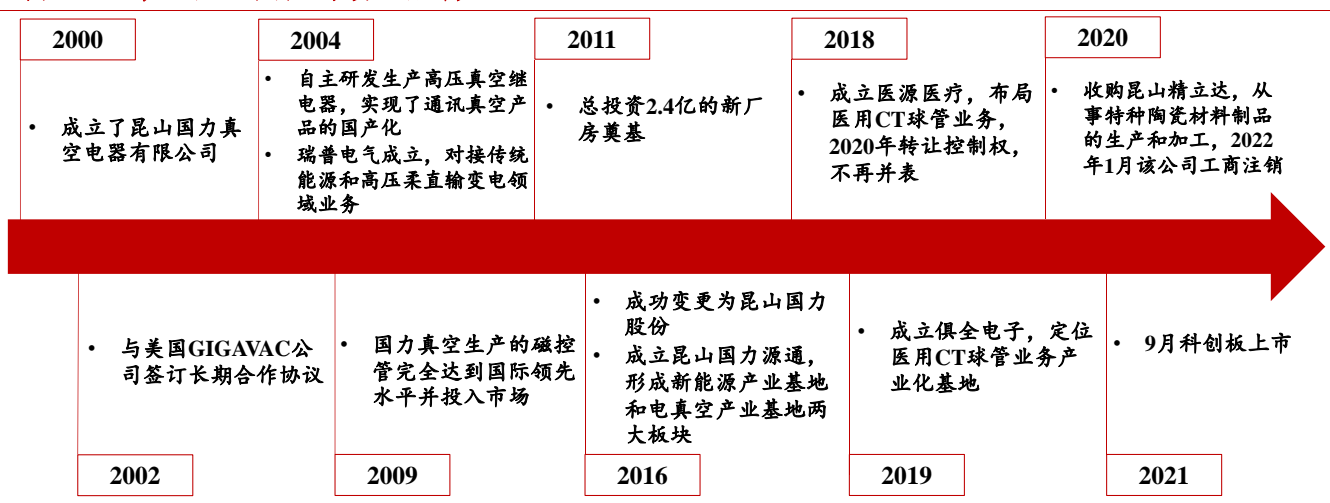 2000
成立了昆山国力真
空电器有限公司
2004
自主研发生产高压真空继
电器，实现了通讯真空产
品的国产化
瑞普电气成立，对接传统
能源和高压柔直输变电领
域业务
2011
总投资2.4亿的新厂
房奠基
2018
成立医源医疗，布局
医用CT球管业务，
2020年转让控制权，
不再并表
2020
收购昆山精立达，从
事特种陶瓷材料制品
的生产和加工，2022
年1月该公司工商注销
与美国GIGAVAC公
司签订长期合作协议
2002
国力真空生产的磁控
管完全达到国际领先
水平并投入市场
2009
成功变更为昆山国力
股份
成立昆山国力源通，
形成新能源产业基地
和电真空产业基地两
大板块
2016
成立俱全电子，定位
医用CT球管业务产
业化基地
2019
9月科创板上市
2021